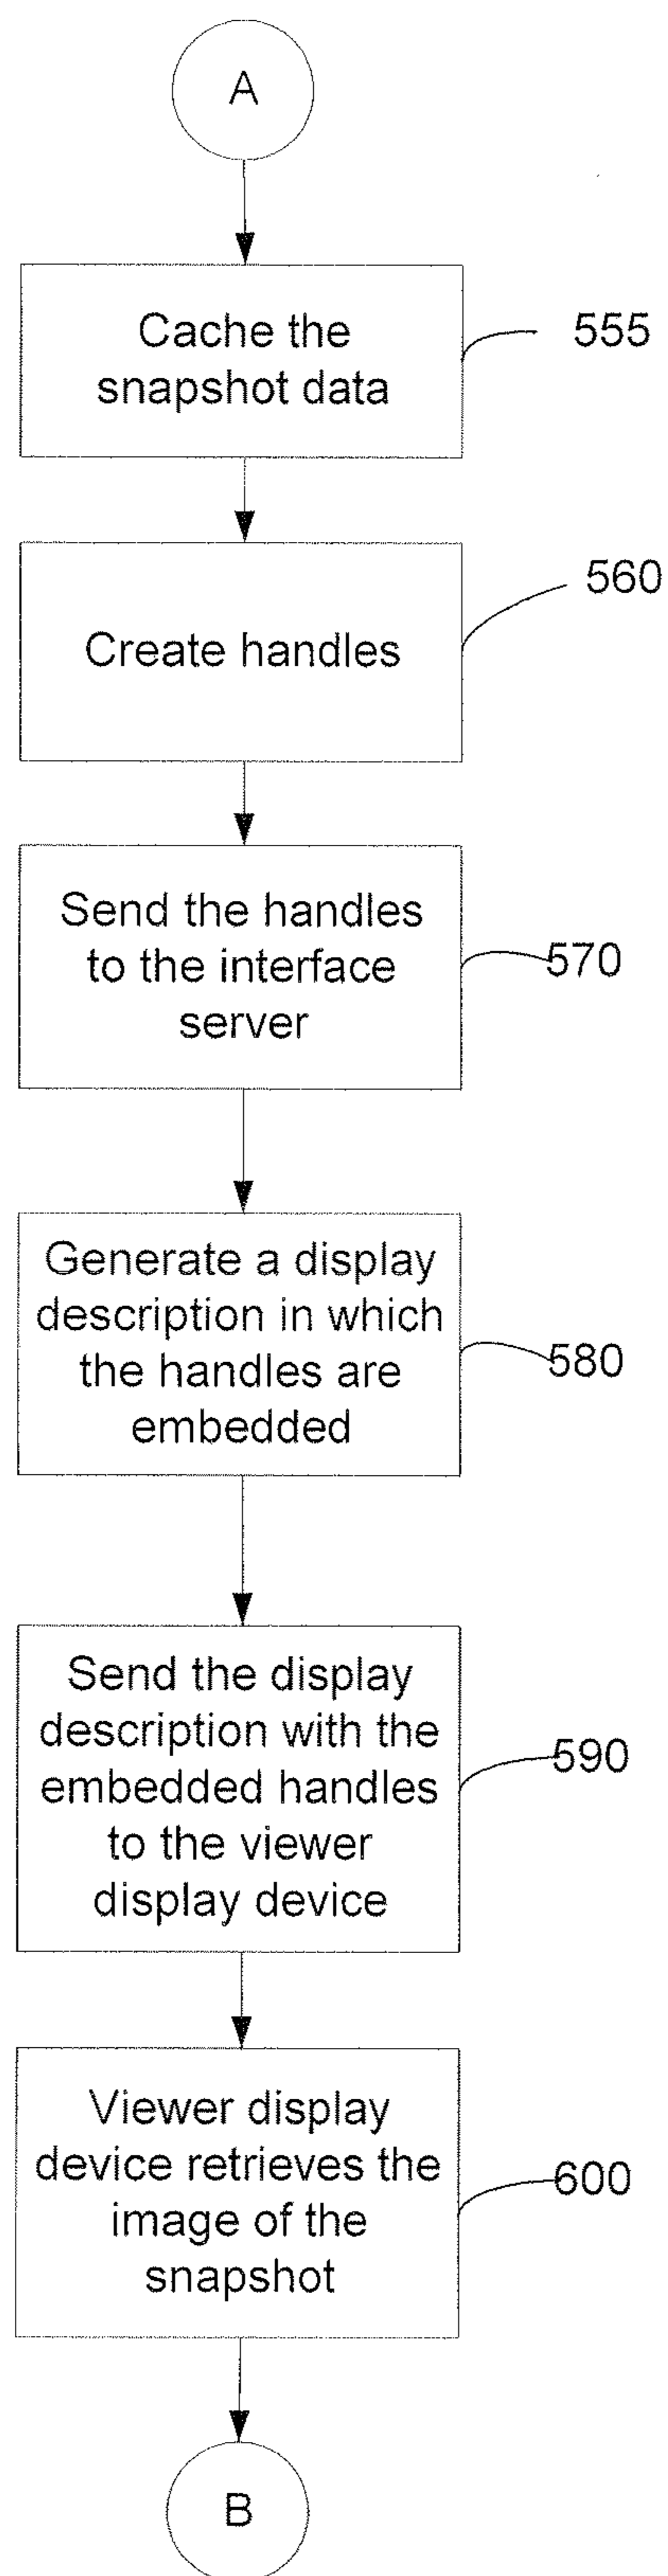 A
Cache the
snapshot data
555
Create handles
560
Send the handles
to the interface
server
570
Generate a display
description in which
the handles are
embedded
580
Send the display
description with the
embedded handles
to the viewer
display device
590
Viewer display
device retrieves the
image of the
snapshot
600
B